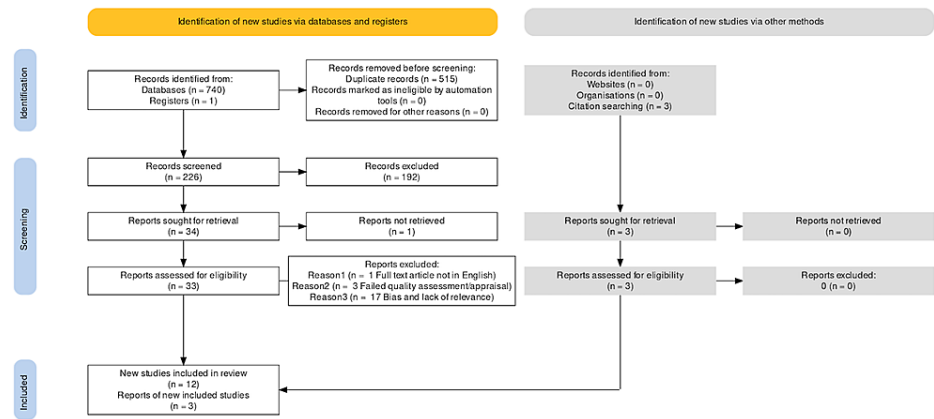 Identification of new studies via databases and registers
Identification of new studies via other methods
Identification
Records identified from:
Databases (n = 740)
Registers (n = 1)
Records removed before screening:
Duplicate records (n = 515)
Records marked as ineligible by automation
tools (n = 0)
Records removed for other reasons (n = 0)
Records identified from:
Websites (n = 0)
Organisations (n = 0)
Citation searching (n = 3)
Screening
Records screened
(n = 226)
Records excluded
(n = 192)
Reports sought for retrieval
(n = 34)
Reports not retrieved
(n = 1)
Reports sought for retrieval
(n = 3)
Reports not retrieved
(n = 0)
Reports assessed for eligibility
(n = 33)
Reports excluded:
Reason1 (n = 1 Full text article not in English)
Reason2 (n = 3 Failed quality assessment/appraisal)
Reason3 (n = 17 Bias and lack of relevance)
Reports assessed for eligibility
(n = 3)
Reports excluded:
0 (n = 0)
Included
New studies included in review
(n = 12)
Reports of new included studies
(n = 3)